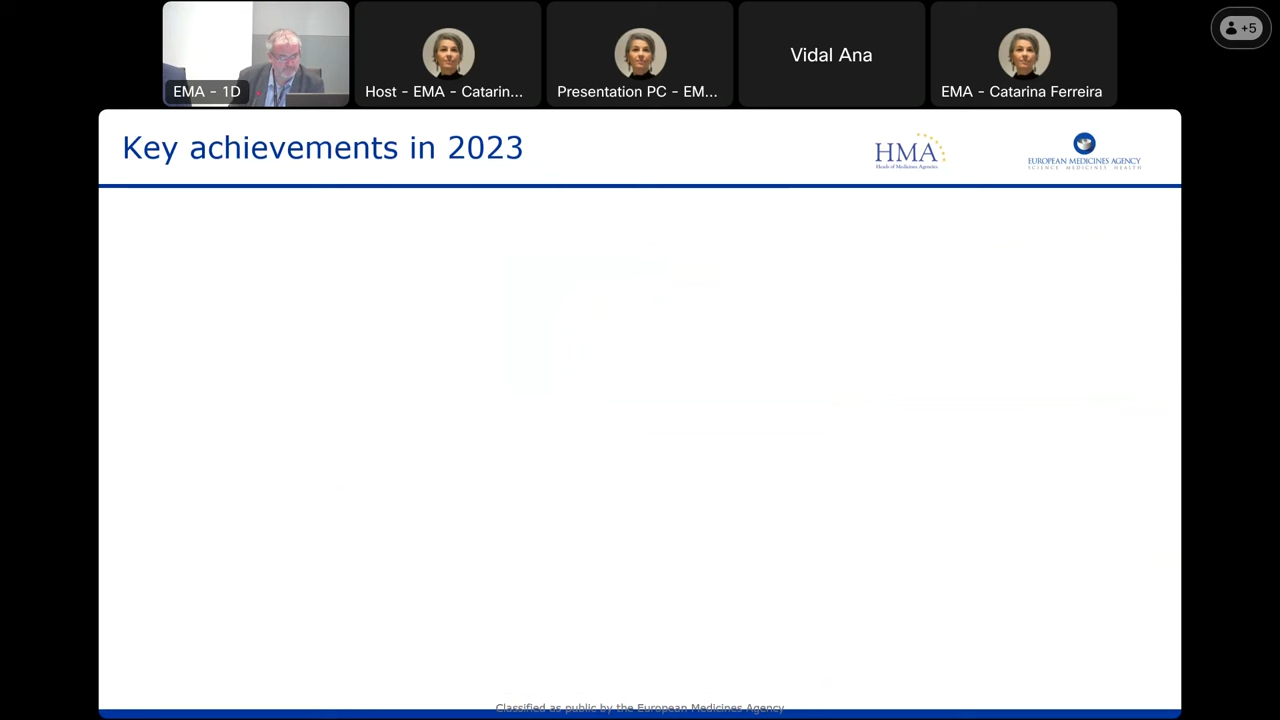 EMA - 1D
Host - EMA - Catarin...
Presentation PC - EM...
Vidal Ana
EMA - Catarina Ferreira
+5
Key achievements in 2023
HMA
Heads of Medicines Agencies
EUROPEAN MEDICINES AGENCY
SCIENCE MEDICINES HEALTH
Classified as public by the European Medicines Agency